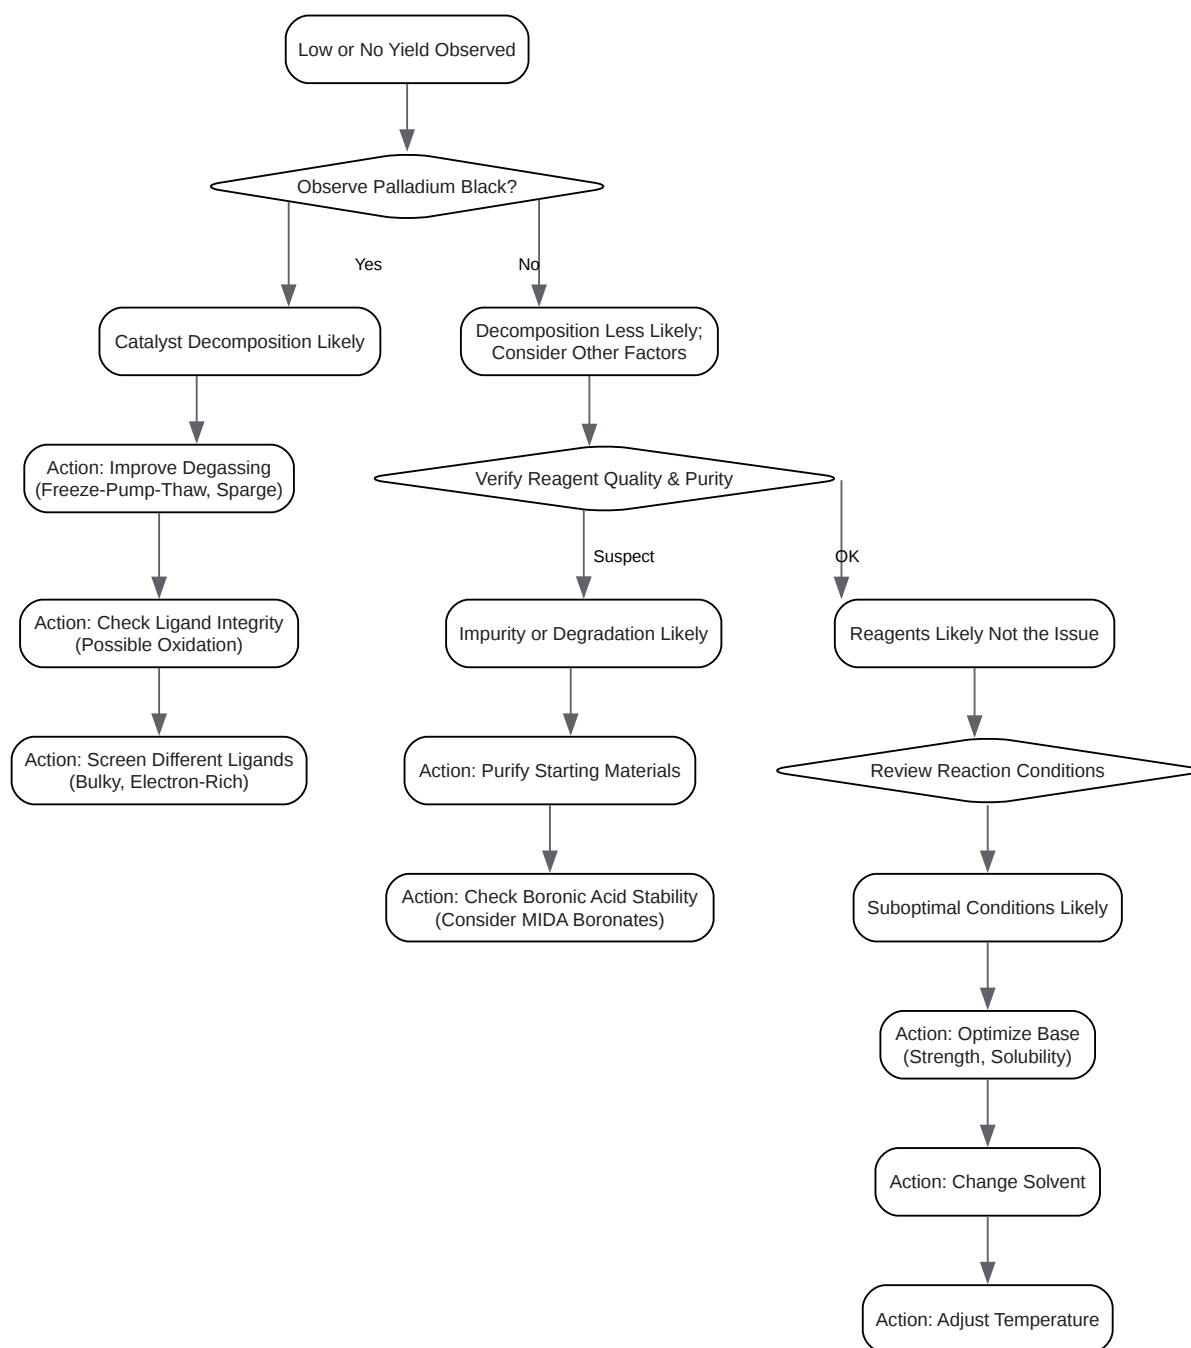 Low or No Yield Observed
Observe Palladium Black?
Yes
No
Catalyst Decomposition Likely
Decomposition Less Likely;
Consider Other Factors
Action: Improve Degassing
(Freeze-Pump-Thaw, Sparge)
Verify Reagent Quality & Purity
Suspect
OK
Action: Check Ligand Integrity
(Possible Oxidation)
Impurity or Degradation Likely
Reagents Likely Not the Issue
Action: Screen Different Ligands
(Bulky, Electron-Rich)
Action: Purify Starting Materials
Review Reaction Conditions
Action: Check Boronic Acid Stability
(Consider MIDA Boronates)
Suboptimal Conditions Likely
Action: Optimize Base
(Strength, Solubility)
Action: Change Solvent
Action: Adjust Temperature